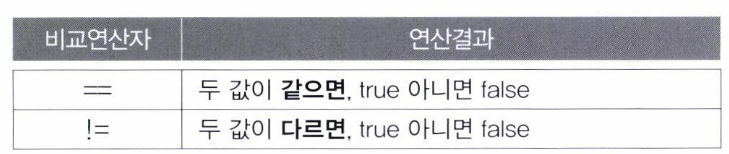 비교연산자 연산결과
== 두 값이 같으면, true 아니면 false
!= 두 값이 다르면, true 아니면 false